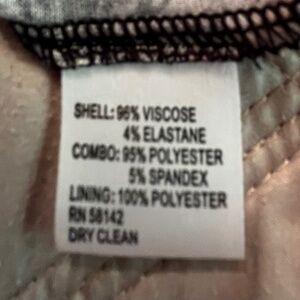 SHELL: 96% VISCOSE
4% ELASTANE
COMBO: 95% POLYESTER
5% SPANDEX
LINING: 100% POLYESTER
RN 58142
DRY CLEAN